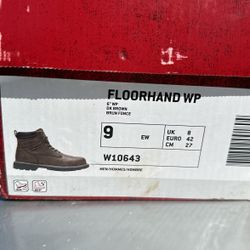 FLOORHAND WP
6" WP
DK BROWN
BRUN FONCE
9 EW
UK 8
EURO 42
CM 27
W10643
MEN/HOMMES/HOMBRE